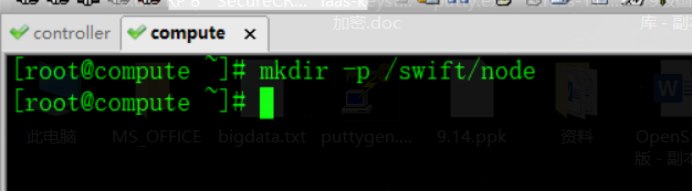 加密.doc
库 - 副
controller
compute
[root@compute ~]# mkdir -p /swift/node
[root@compute ~]#
此电脑
MS_OFFICE
bigdata.txt
puttygen....
9.14.ppk
资料
OpenS
版 - 副本